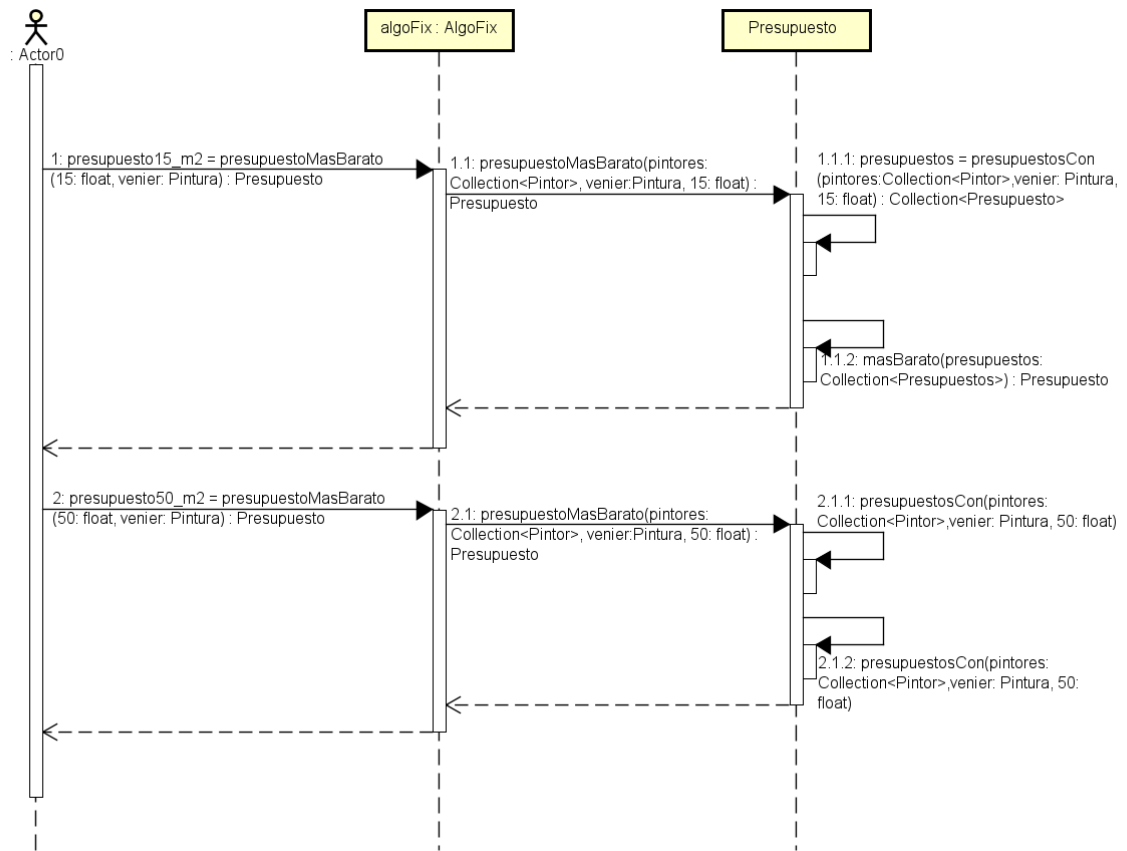 : Actor0
algoFix : AlgoFix
Presupuesto
1: presupuesto15_m2 = presupuestoMasBarato
(15: float, venier: Pintura) : Presupuesto
1.1: presupuestoMasBarato(pintores:
Collection<Pintor>, venier:Pintura, 15: float) :
Presupuesto
1.1.1: presupuestos = presupuestosCon
(pintores:Collection<Pintor>,venier: Pintura,
15: float) : Collection<Presupuesto>
1.1.2: masBarato(presupuestos:
Collection<Presupuestos>) : Presupuesto
2: presupuesto50_m2 = presupuestoMasBarato
(50: float, venier: Pintura) : Presupuesto
2.1: presupuestoMasBarato(pintores:
Collection<Pintor>, venier:Pintura, 50: float) :
Presupuesto
2.1.1: presupuestosCon(pintores:
Collection<Pintor>,venier: Pintura, 50: float)
2.1.2: presupuestosCon(pintores:
Collection<Pintor>,venier: Pintura, 50:
float)